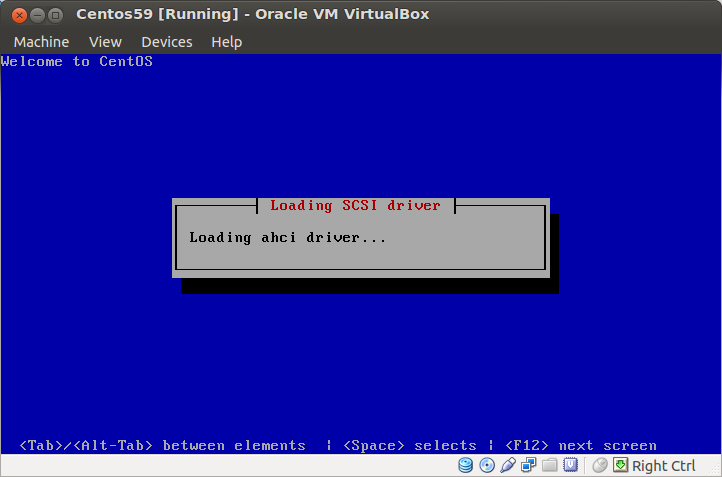 Centos59 [Running] - Oracle VM VirtualBox
Machine View Devices Help
Welcome to CentOS
Loading SCSI driver
Loading ahci driver...
<Tab>/<Alt-Tab> between elements | <Space> selects | <F12> next screen
Right Ctrl